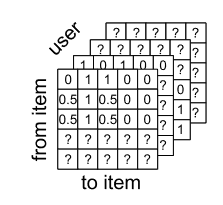 user
? ? ? ? ?
? ? ? ? ?
1 0 1 0 0
0 1 1 0 0
0.5 1 0.5 0 0
0.5 1 0.5 0 0
? ? ? ? ?
? ? ? ? ?
from item
to item